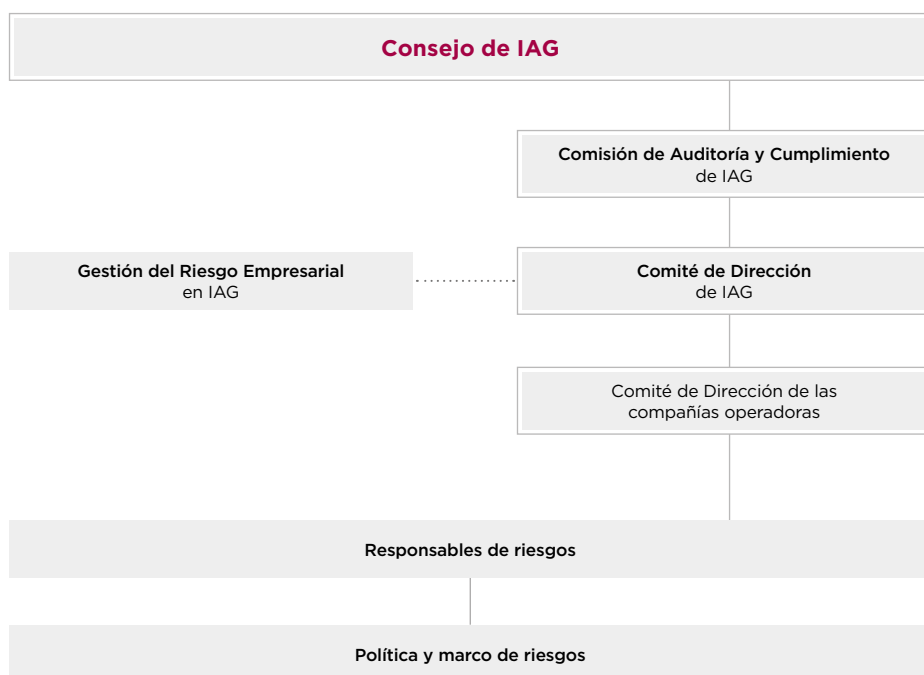 Consejo de IAG
Comisión de Auditoría y Cumplimiento
de IAG
Gestión del Riesgo Empresarial
en IAG
Comité de Dirección
de IAG
Comité de Dirección de las
compañías operadoras
Responsables de riesgos
Política y marco de riesgos